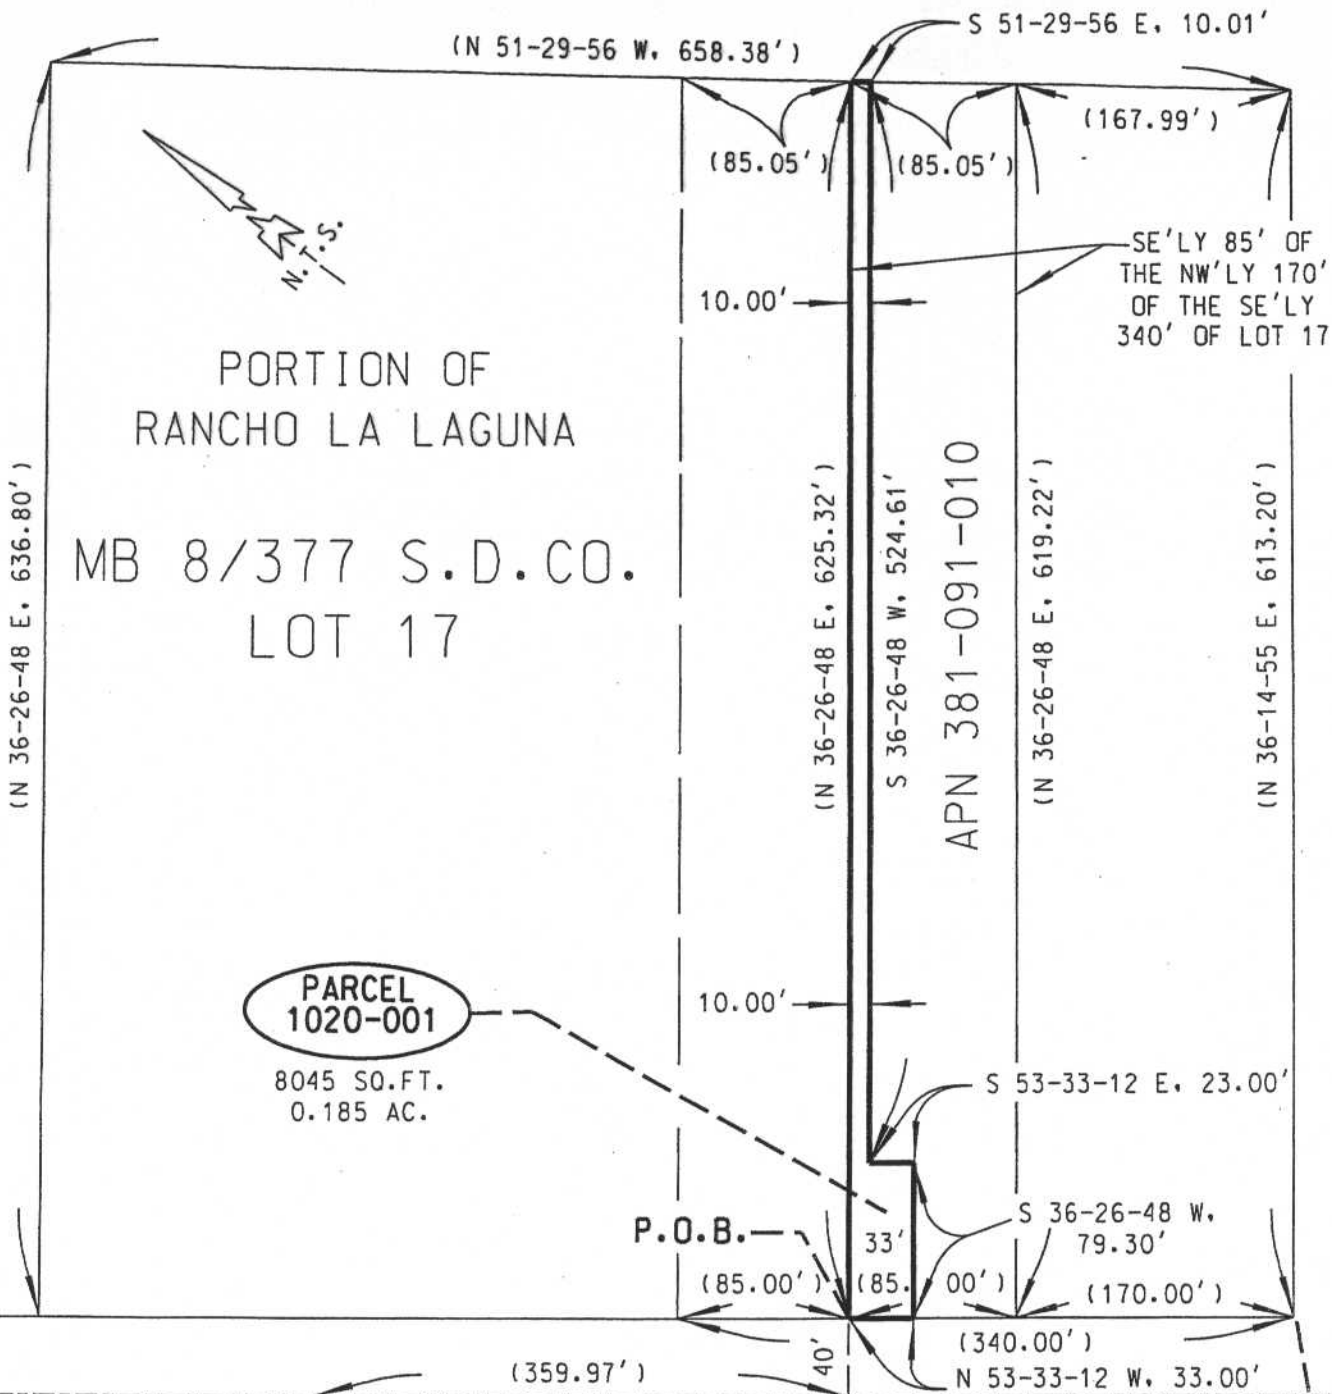 S 51-29-56 E, 10.01'
(N 51-29-56 W, 658.38')
(167.99')
(85.05')
(85.05')
N.T.S.
SE'LY 85' OF
THE NW'LY 170'
OF THE SE'LY
340' OF LOT 17
10.00'
PORTION OF
RANCHO LA LAGUNA
MB 8/377 S.D.CO.
LOT 17
(N 36-26-48 E, 636.80')
(N 36-26-48 E, 625.32')
S 36-26-48 W, 524.61'
APN 381-091-010
(N 36-26-48 E, 619.22')
(N 36-14-55 E, 613.20')
PARCEL
1020-001
8045 SQ.FT.
0.185 AC.
10.00'
S 53-33-12 E, 23.00'
S 36-26-48 W,
79.30'
P.O.B.
33'
(85.00')
(85.00')
(170.00')
(340.00')
40'
(359.97')
N 53-33-12 W, 33.00'